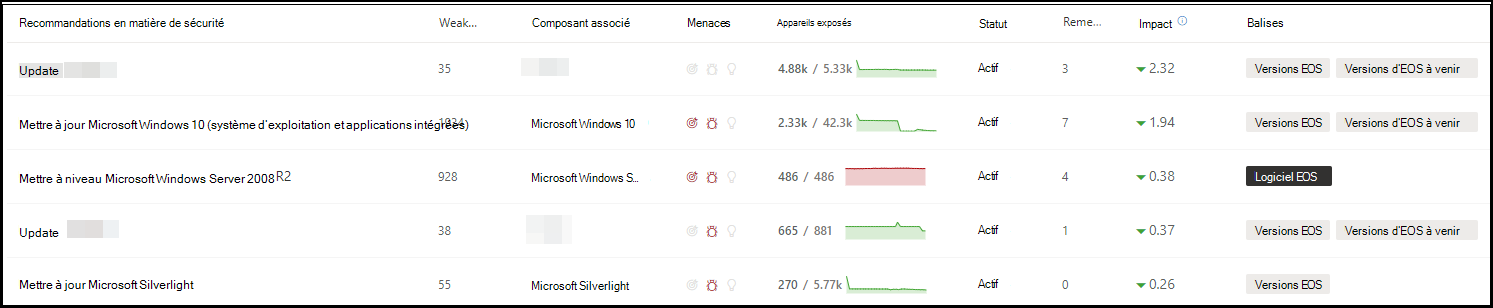 Recommandations en matière de sécurité Weak... Composant associé Menaces Appareils exposés Statut Reme... Impact Balises
Update 35 4.88k / 5.33k Actif 3 2.32 Versions EOS Versions d'EOS à venir
Mettre à jour Microsoft Windows 10 (système d'exploitation et applications intégrées) Microsoft Windows 10 2.33k / 42.3k Actif 7 1.94 Versions EOS Versions d'EOS à venir
Mettre à niveau Microsoft Windows Server 2008 R2 928 Microsoft Windows S... 486 / 486 Actif 4 0.38 Logiciel EOS
Update 38 665 / 881 Actif 1 0.37 Versions EOS Versions d'EOS à venir
Mettre à jour Microsoft Silverlight 55 Microsoft Silverlight 270 / 5.77k Actif 0 0.26 Versions EOS